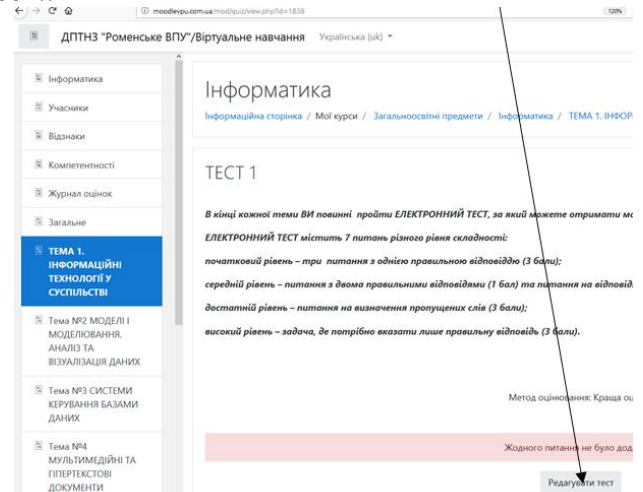 moodlevpu.com.ua/mod/quiz/view.php?id=1838
120%
ДПТНЗ "Роменське ВПУ"/Віртуальне навчання Українська (uk)
Інформатика
Учасники
Відзнаки
Компетентності
Журнал оцінок
Загальне
ТЕМА 1.
ІНФОРМАЦІЙНІ
ТЕХНОЛОГІЇ У
СУСПІЛЬСТВІ
Тема №2 МОДЕЛІ І
МОДЕЛЮВАННЯ.
АНАЛІЗ ТА
ВІЗУАЛІЗАЦІЯ ДАНИХ
Тема №3 СИСТЕМИ
КЕРУВАННЯ БАЗАМИ
ДАНИХ
Тема №4
МУЛЬТИМЕДІЙНІ ТА
ГІПЕРТЕКСТОВІ
ДОКУМЕНТИ
Інформатика
Інформаційна сторінка / Мої курси / Загальноосвітні предмети / Інформатика / ТЕМА 1. ІНФОР
ТЕСТ 1
В кінці кожної теми ВИ повинні пройти ЕЛЕКТРОННИЙ ТЕСТ, за який можете отримати
ЕЛЕКТРОННИЙ ТЕСТ містить 7 питань різного рівня складності:
початковий рівень – три питання з однією правильною відповіддю (3 бали);
середній рівень – питання з двома правильними відповідями (1 бал) та питання на відповід
достатній рівень – питання на визначення пропущених слів (3 бали);
високий рівень – задача, де потрібно вказати лише правильну відповідь (3 бали).
Метод оцінювання: Краща оц
Жодного питання не було дод
Редагувати тест